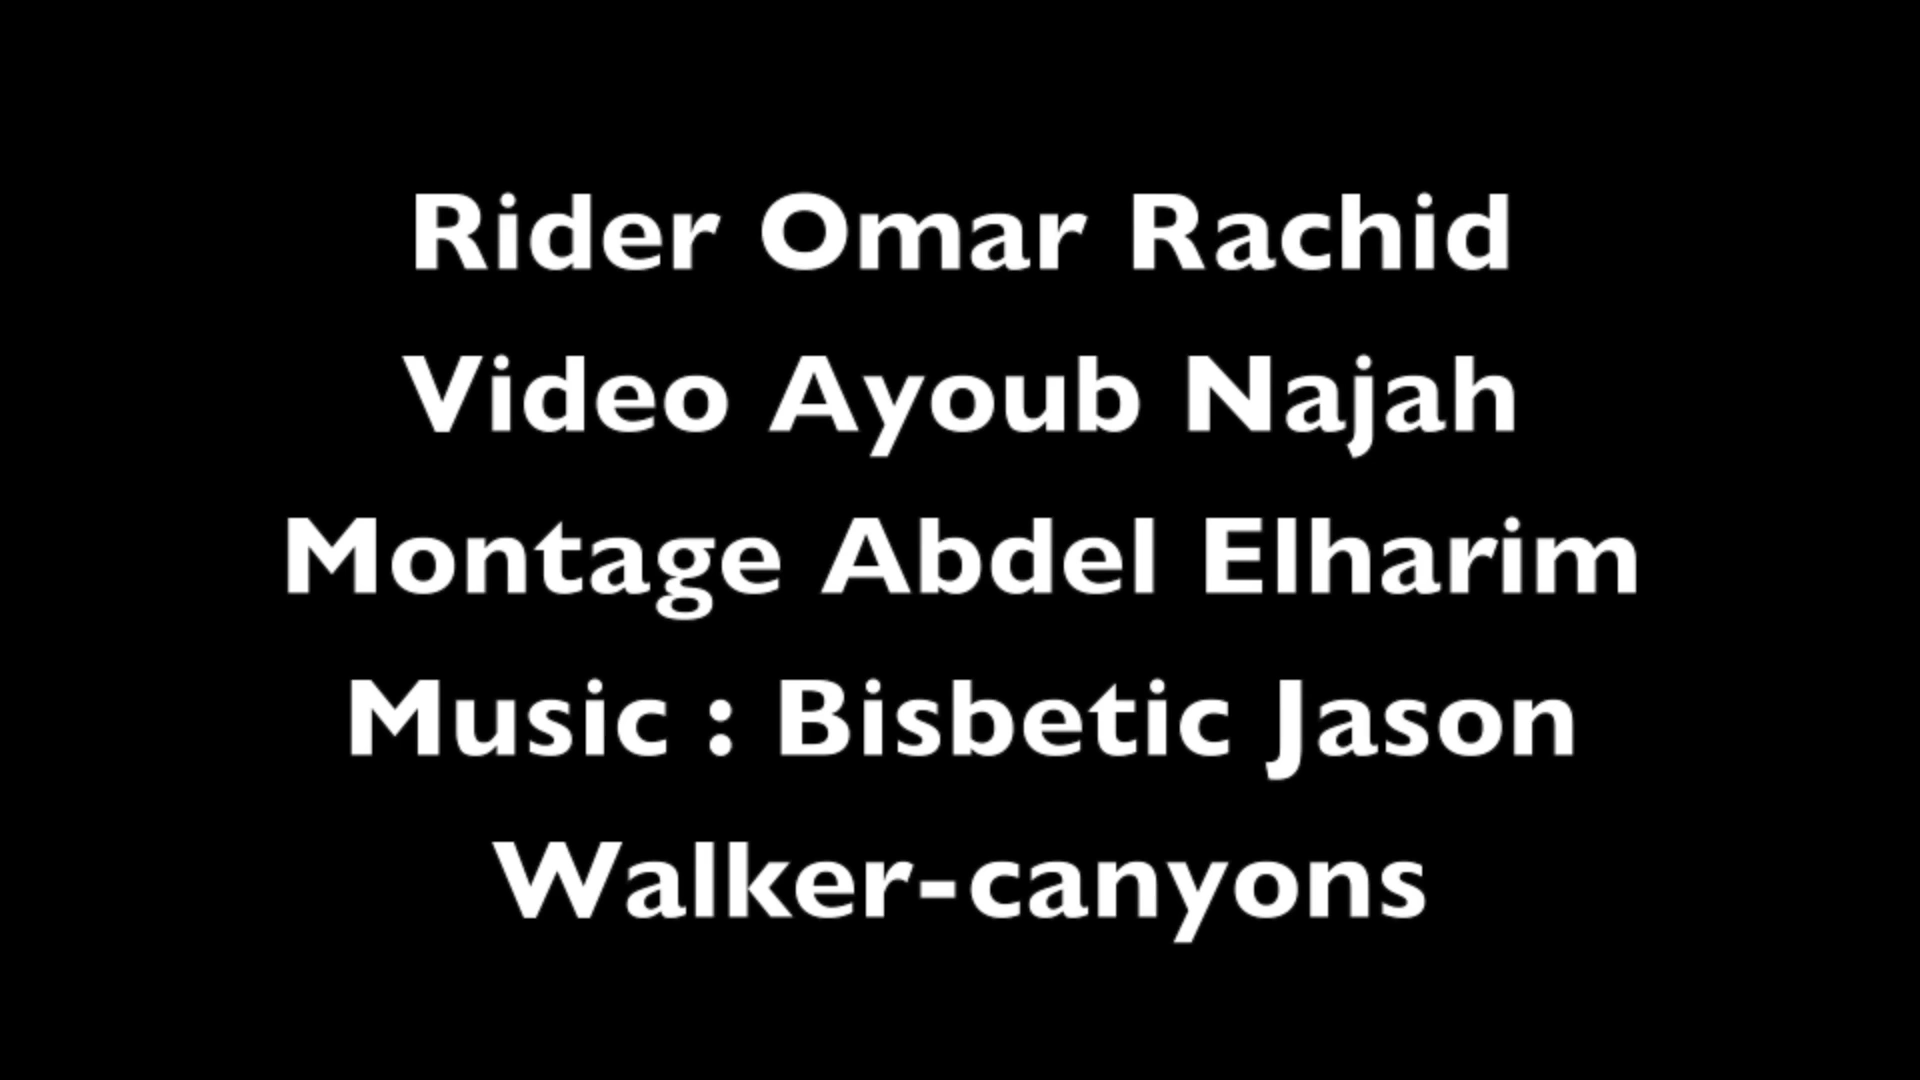 Rider Omar Rachid
Video Ayoub Najah
Montage Abdel Elharim
Music : Bisbetic Jason
Walker-canyons